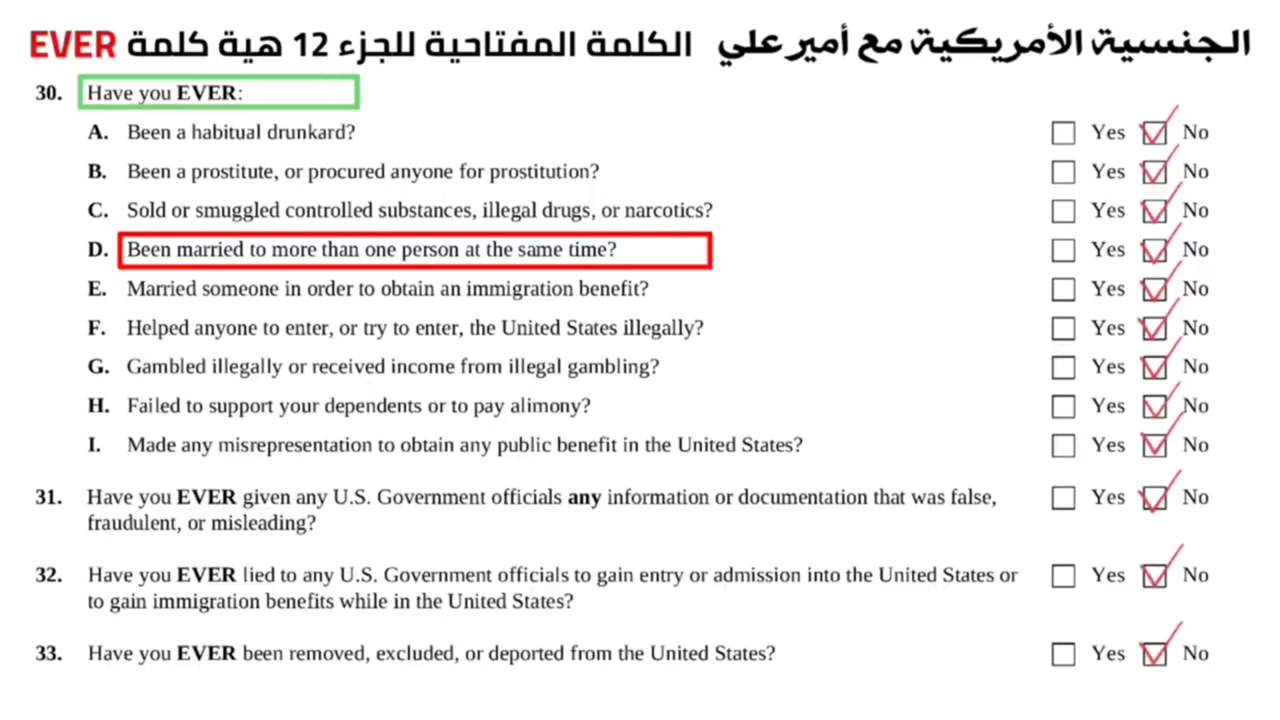 الجنسية الأمريكية مع أمير علي الكلمة المفتاحية للجزء 12 هية كلمة EVER
30. Have you EVER:
A. Been a habitual drunkard? Yes No
B. Been a prostitute, or procured anyone for prostitution? Yes No
C. Sold or smuggled controlled substances, illegal drugs, or narcotics? Yes No
D. Been married to more than one person at the same time? Yes No
E. Married someone in order to obtain an immigration benefit? Yes No
F. Helped anyone to enter, or try to enter, the United States illegally? Yes No
G. Gambled illegally or received income from illegal gambling? Yes No
H. Failed to support your dependents or to pay alimony? Yes No
I. Made any misrepresentation to obtain any public benefit in the United States? Yes No
31. Have you EVER given any U.S. Government officials any information or documentation that was false, Yes No
fraudulent, or misleading?
32. Have you EVER lied to any U.S. Government officials to gain entry or admission into the United States or Yes No
to gain immigration benefits while in the United States?
33. Have you EVER been removed, excluded, or deported from the United States? Yes No